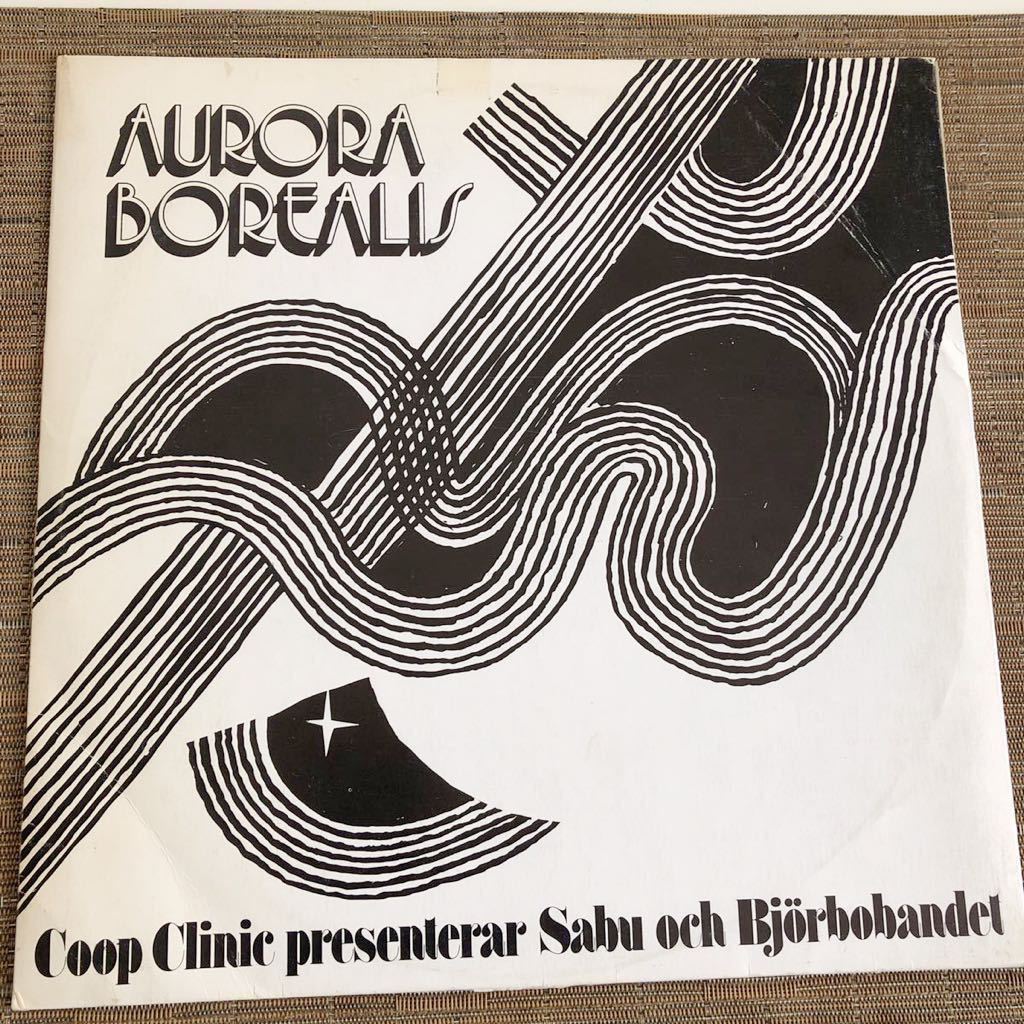 AURORA
BOREALIS
Coop Clinic presenterar Sabu och Björbobandet